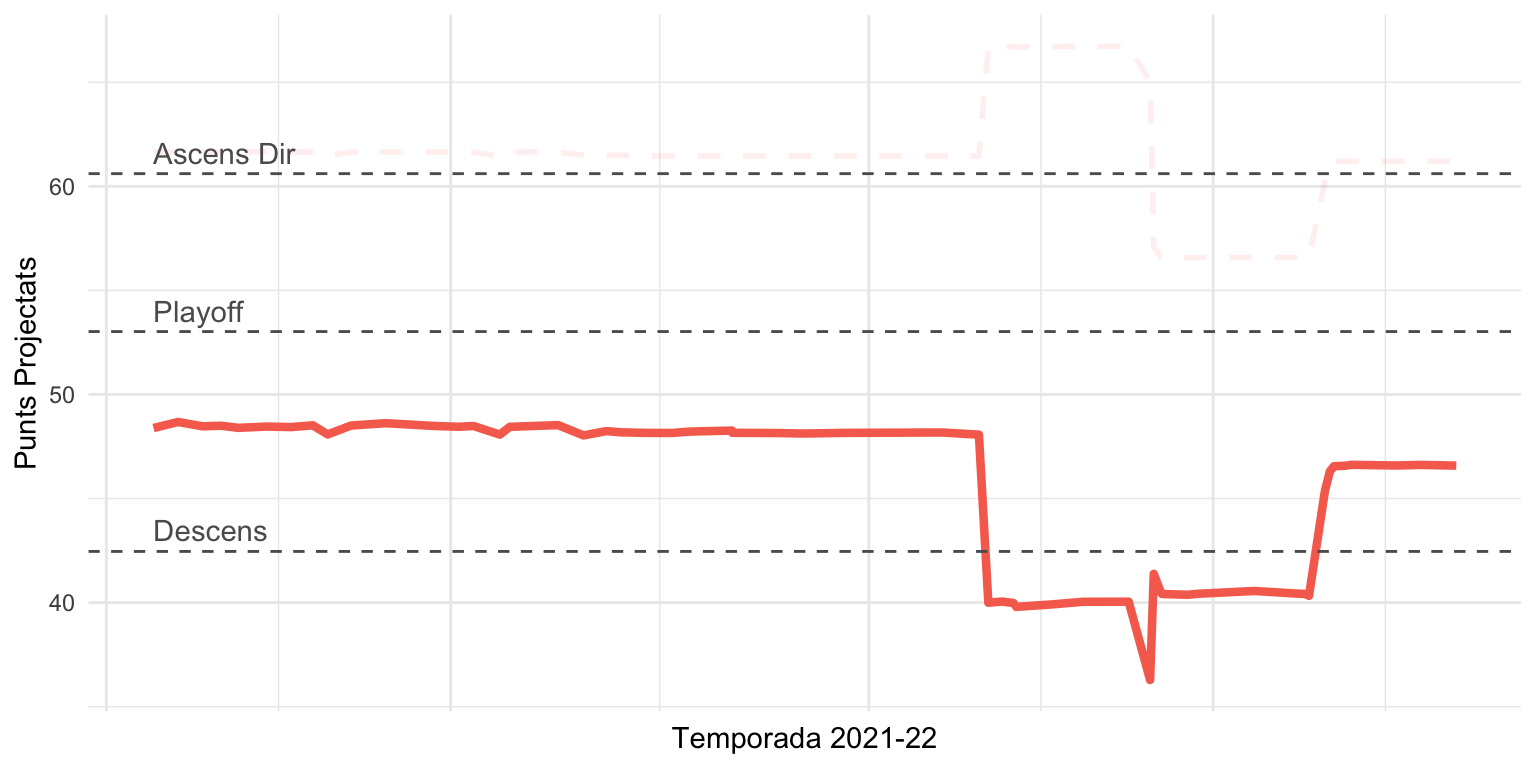 Ascens Dir
60
Playoff
50
Descens
40
Punts Projectats
Temporada 2021-22